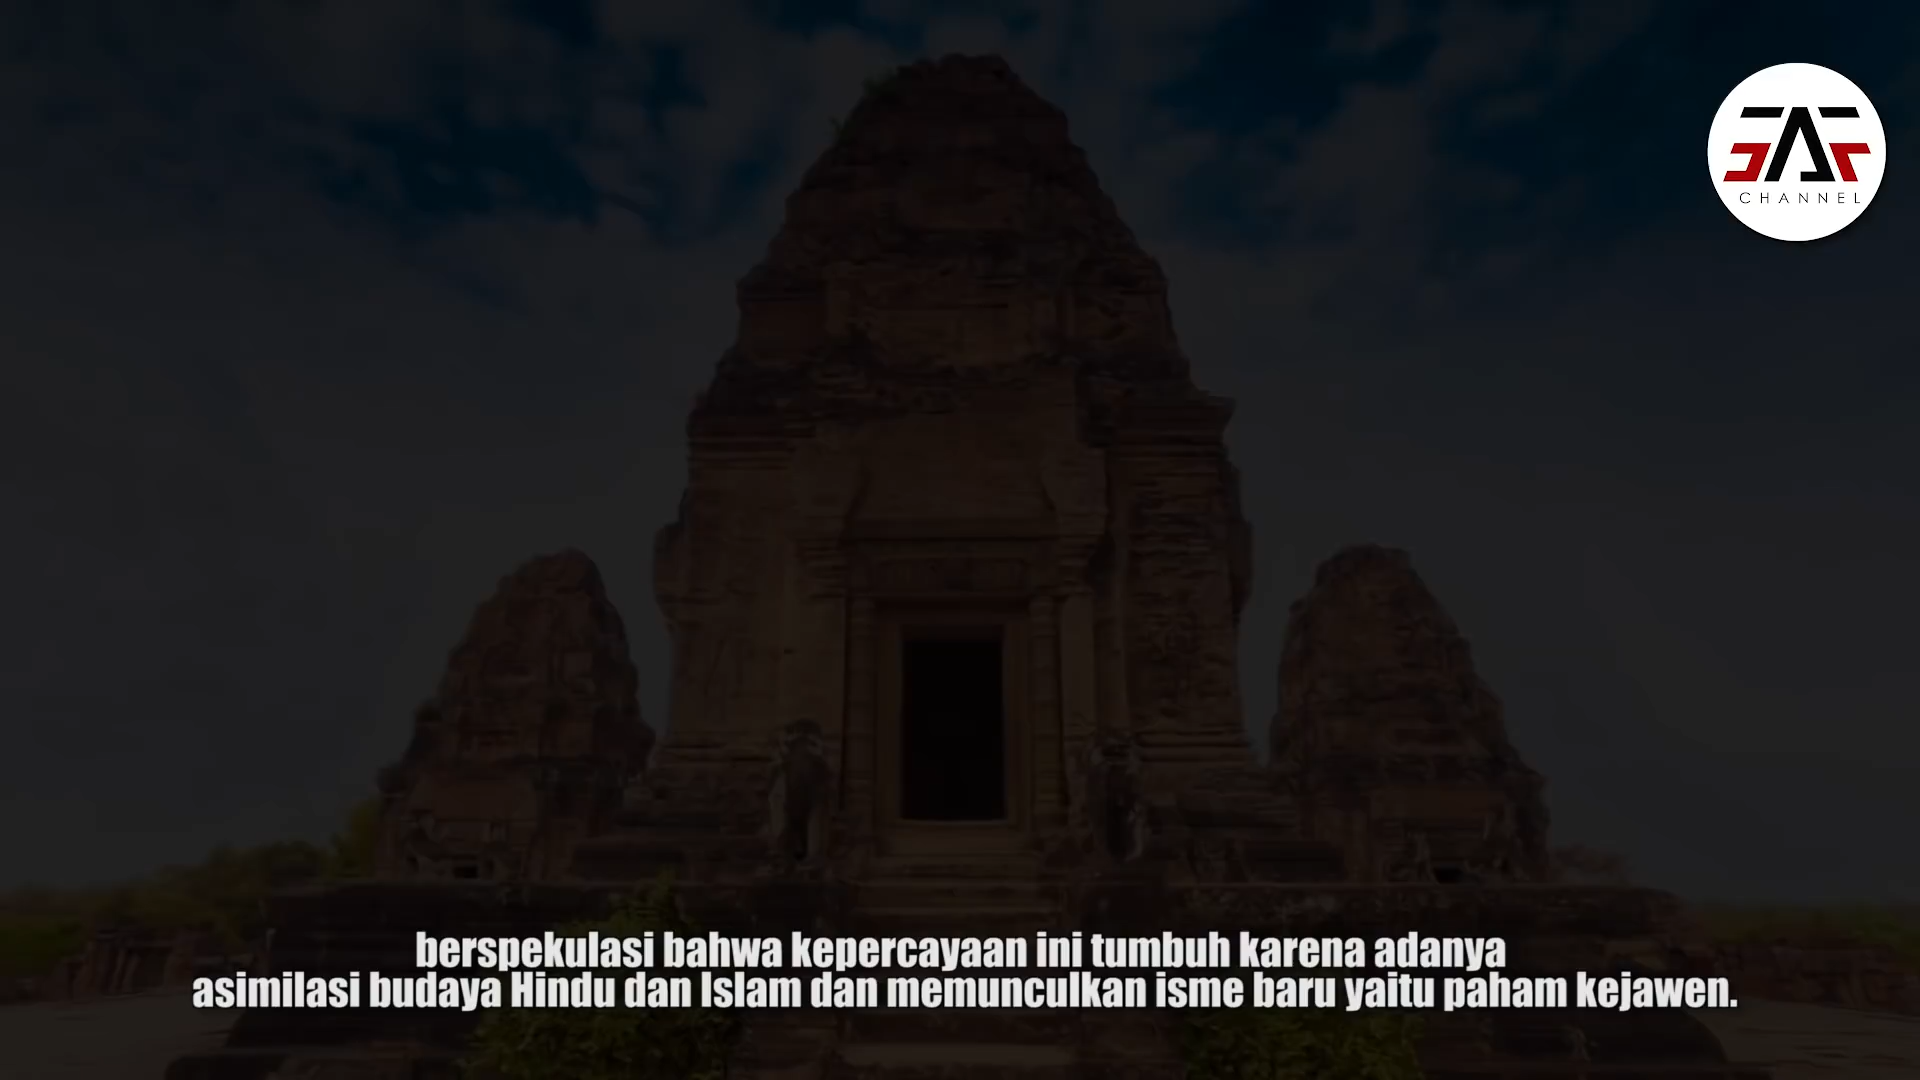 CHANNEL
berspekulasi bahwa kepercayaan ini tumbuh karena adanya
asimilasi budaya Hindu dan Islam dan memunculkan isme baru yaitu paham kejawen.